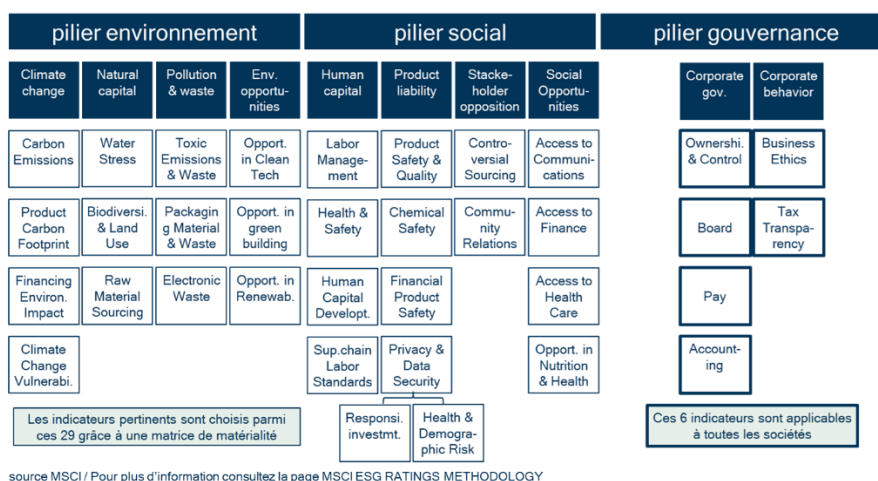 pilier environnement
pilier social
pilier gouvernance
Climate
change
Natural
capital
Pollution
& waste
Env.
opportu-
nities
Human
capital
Product
liability
Stacke-
holder
opposition
Social
Opportu-
nities
Corporate
gov.
Corporate
behavior
Carbon
Emissions
Water
Stress
Toxic
Emissions
& Waste
Opport.
in Clean
Tech
Labor
Manage-
ment
Product
Safety &
Quality
Contro-
versial
Sourcing
Access to
Communi-
cations
Ownershi.
& Control
Business
Ethics
Product
Carbon
Footprint
Biodiversi.
& Land
Use
Packagin
g Material
& Waste
Opport. in
green
building
Health &
Safety
Chemical
Safety
Commu-
nity
Relations
Access to
Finance
Board
Tax
Transpa-
rency
Financing
Environ.
Impact
Raw
Material
Sourcing
Electronic
Waste
Opport. in
Renewab.
Human
Capital
Developt.
Financial
Product
Safety
Access to
Health
Care
Pay
Climate
Change
Vulnerabi.
Sup.chain
Labor
Standards
Privacy &
Data
Security
Opport. in
Nutrition
& Health
Account-
ing
Les indicateurs pertinents sont choisis parmi
ces 29 grâce à une matrice de matérialité
Responsi.
investmt.
Health &
Demogra-
phic Risk
Ces 6 indicateurs sont applicables
à toutes les sociétés
source MSCI / Pour plus d'information consultez la page MSCI ESG RATINGS METHODOLOGY